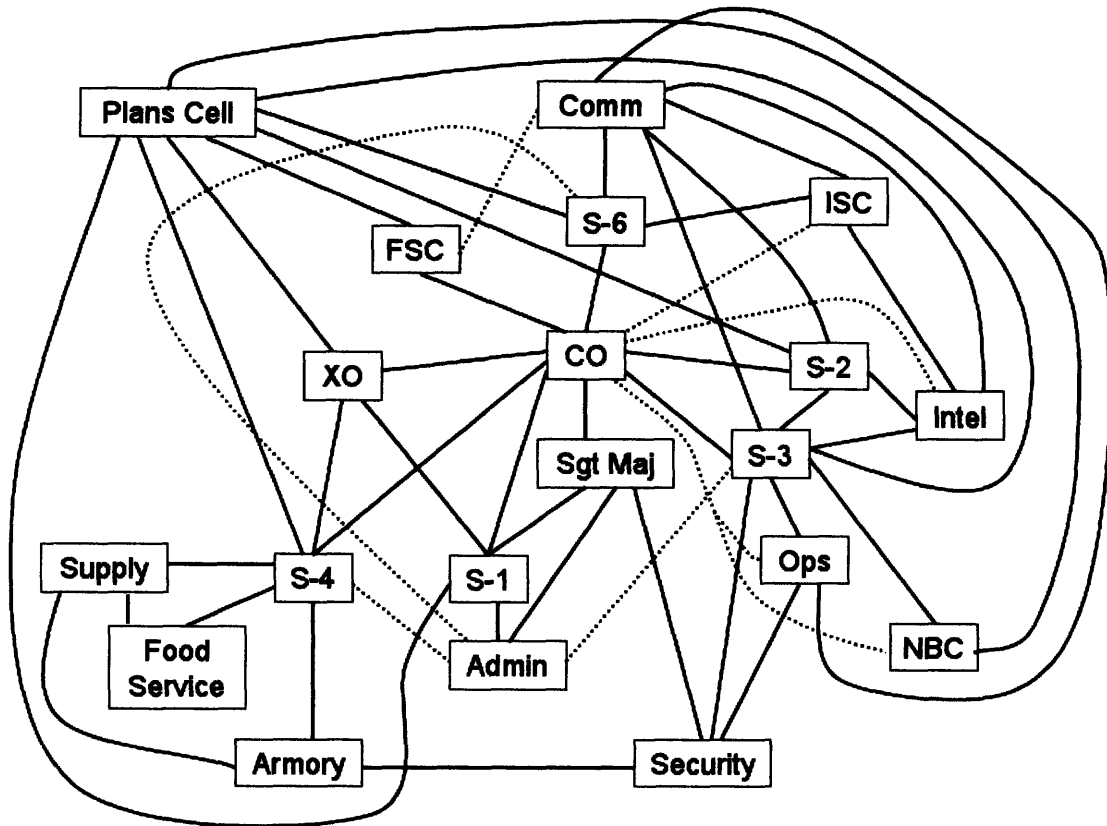 Plans Cell
Comm
ISC
S-6
FSC
CO
S-2
XO
Intel
S-3
Sgt Maj
Ops
Supply
S-4
S-1
NBC
Food
Service
Admin
Armory
Security